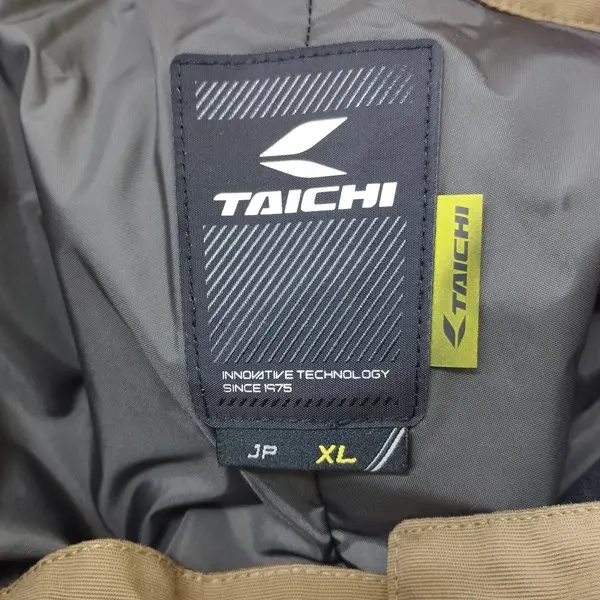 TAICHI
INNOVATIVE TECHNOLOGY
SINCE 1975
JP XL
TAICHI